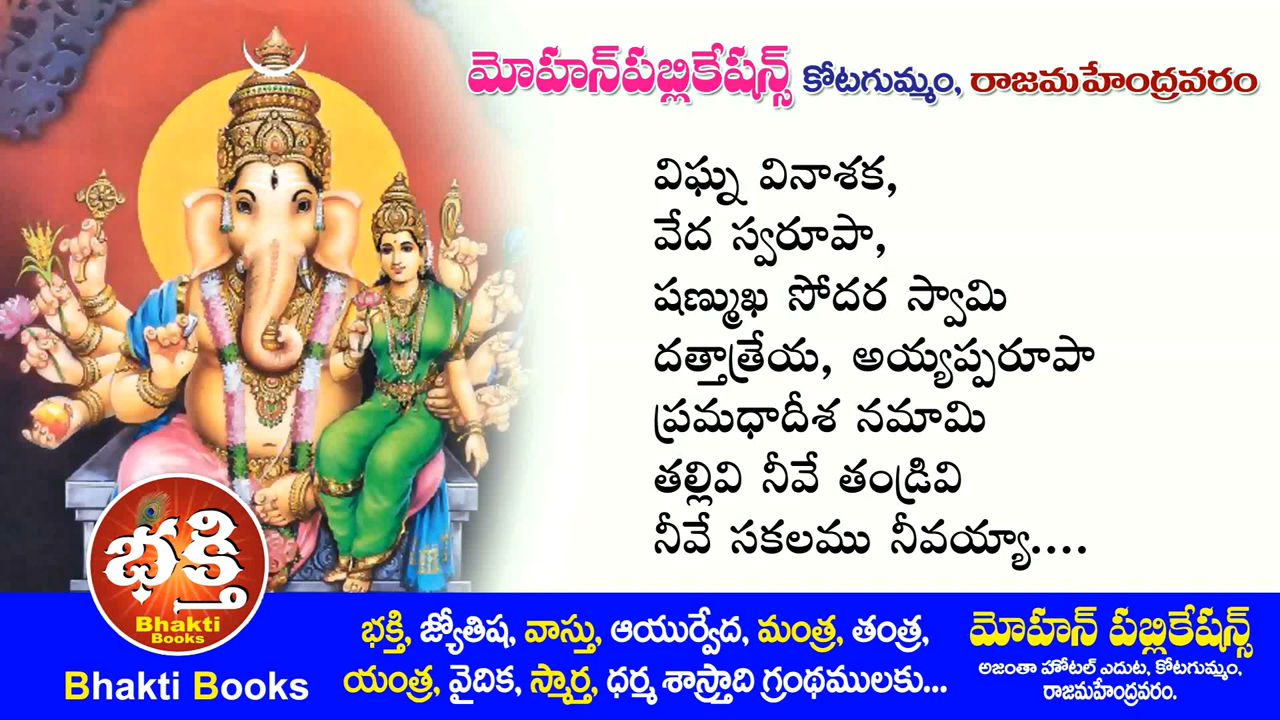 మోహన్‌పబ్లికేషన్స్ కోటగుమ్మం, రాజమహేంద్రవరం
విఘ్న వినాశక,
వేద స్వరూపా,
షణ్ముఖ సోదర స్వామి
దత్తాత్రేయ, అయ్యప్పరూపా
ప్రమధాదీశ నమామి
తల్లివి నీవే తండ్రివి
నీవే సకలము నీవయ్యా....
భక్తి
Bhakti
Books
Bhakti Books
భక్తి, జ్యోతిష, వాస్తు, ఆయుర్వేద, మంత్ర, తంత్ర,
యంత్ర, వైదిక, స్మార్త, ధర్మ శాస్త్రాది గ్రంథములకు...
మోహన్ పబ్లికేషన్స్
అజంతా హోటల్ ఎదుట, కోటగుమ్మం,
రాజమహేంద్రవరం.